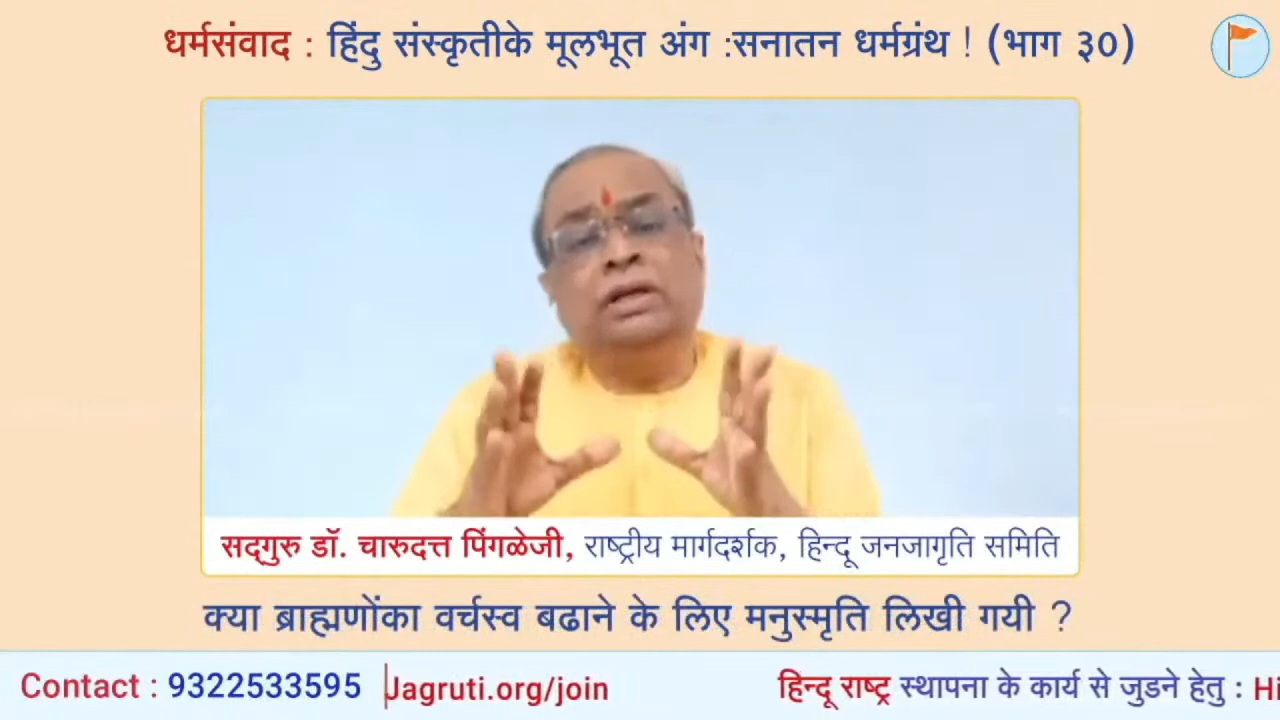 धर्मसंवाद : हिंदु संस्कृतीके मूलभूत अंग :सनातन धर्मग्रंथ ! (भाग ३०)
सद्गुरु डॉ. चारुदत्त पिंगळेजी, राष्ट्रीय मार्गदर्शक, हिन्दू जनजागृति समिति
क्या ब्राह्मणोंका वर्चस्व बढाने के लिए मनुस्मृति लिखी गयी ?
Contact : 9322533595 Jagruti.org/join हिन्दू राष्ट्र स्थापना के कार्य से जुडने हेतु : Hi